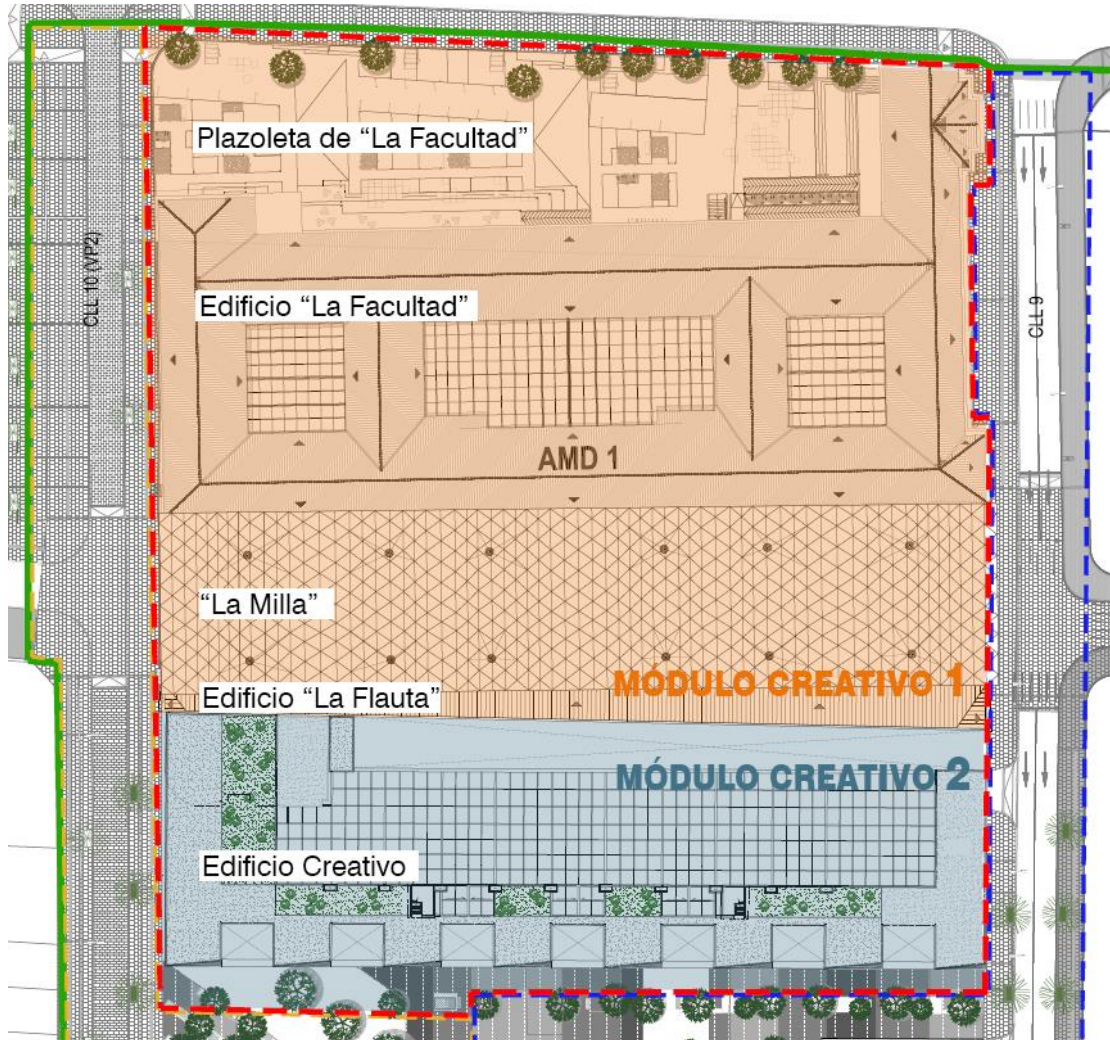 Plazoleta de “La Facultad”
CLL 10 (VP2)
Edificio “La Facultad”
CLL 9
AMD 1
“La Milla”
MÓDULO CREATIVO 1
Edificio “La Flauta”
MÓDULO CREATIVO 2
Edificio Creativo